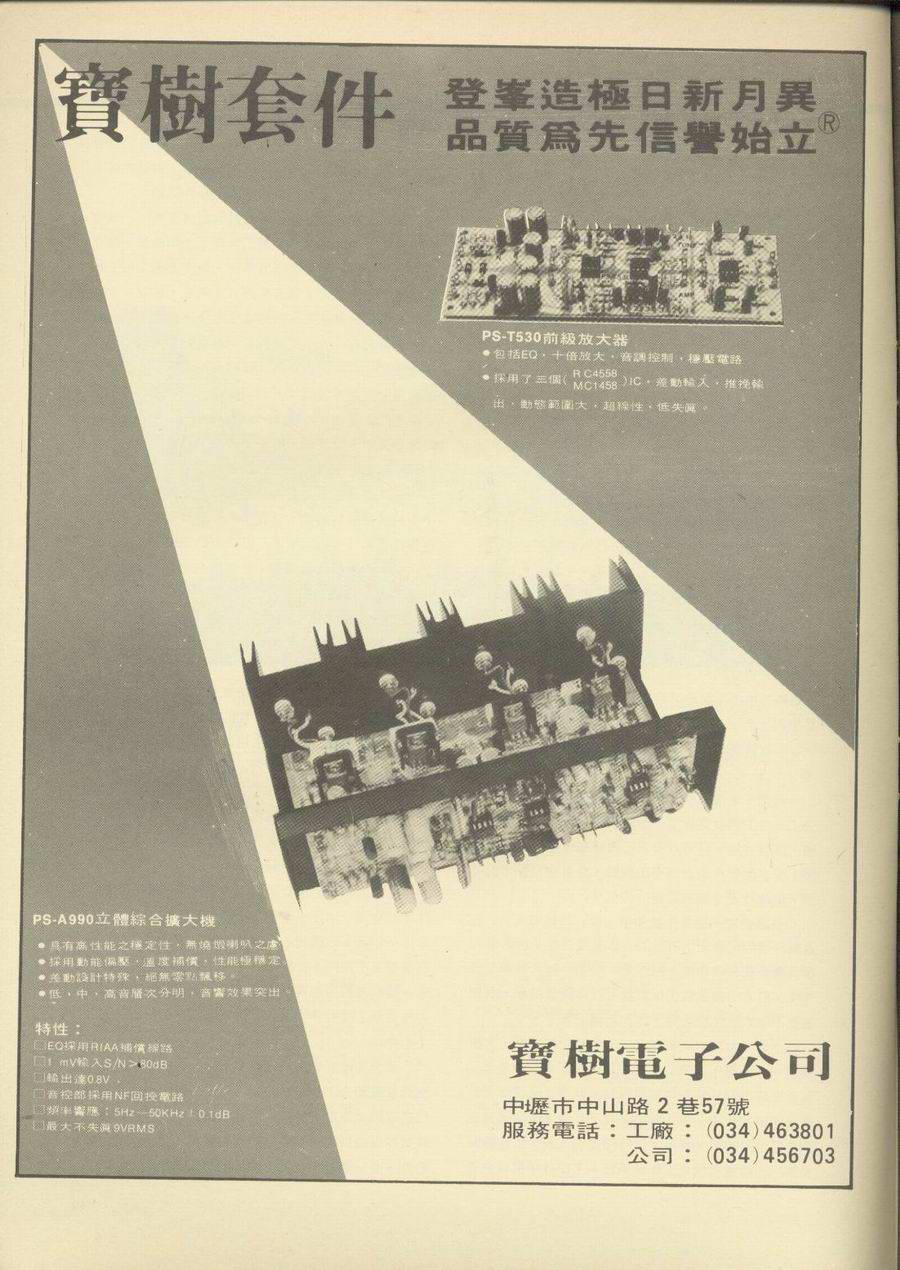 寶樹套件
登峯造極日新月異
品質爲先信譽始立®
PS-T530前級放大器
●包括EQ，十倍放大，音調控制，穩壓電路
●採用了三個(RC4558 MC1458)IC，差動輸入，推挽輸
出，動態範圍大，超線性，低失眞。
PS-A990立體綜合擴大機
●具有高性能之穩定性，無燒燬喇叭之慮
●採用動能偏壓，溫度補償，性能極穩定。
●差動設計特殊，絕無零點飄移。
●低，中，高音層次分明，音響效果突出。
特性：
□EQ採用RIAA補償線路
□1 mV輸入S/N>80dB
□輸出達0.8V
□音控部採用NF回授電路
□頻率響應：5Hz—50KHz±0.1dB
□最大不失眞9VRMS
寶樹電子公司
中壢市中山路2巷57號
服務電話：工廠：(034)463801
公司：(034)456703